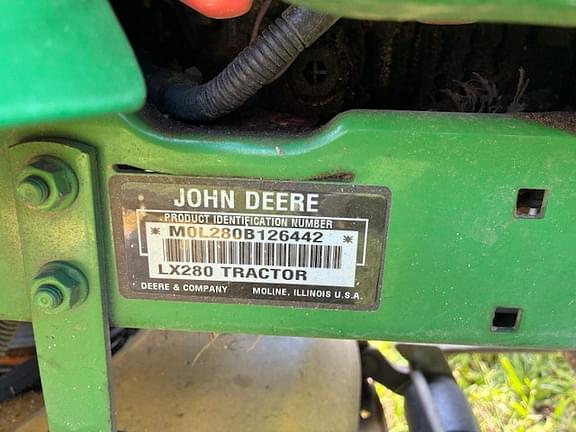 JOHN DEERE
PRODUCT IDENTIFICATION NUMBER
* M0L280B126442 *
LX280 TRACTOR
DEERE & COMPANY MOLINE, ILLINOIS U.S.A.